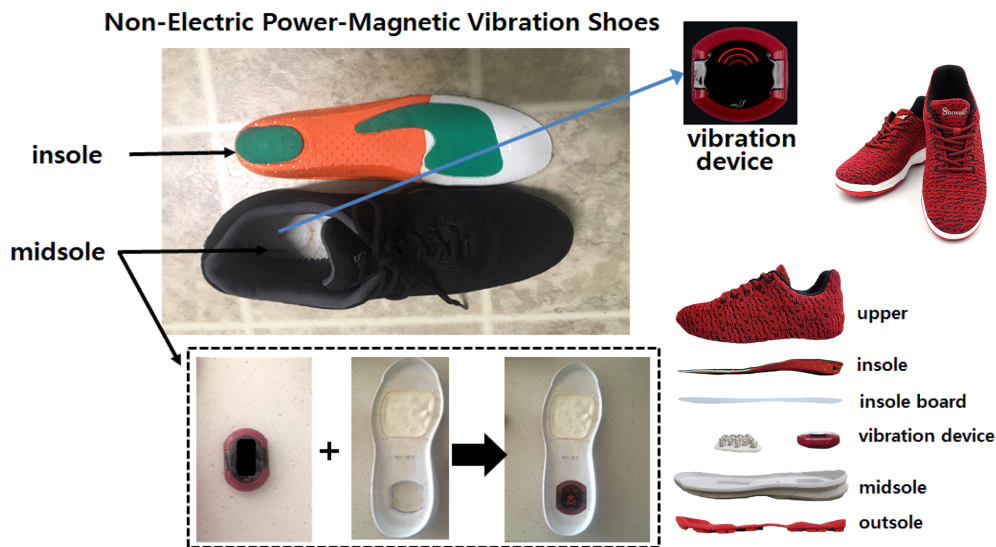 Non-Electric Power-Magnetic Vibration Shoes
insole
midsole
vibration
device
upper
insole
insole board
vibration device
midsole
outsole
+